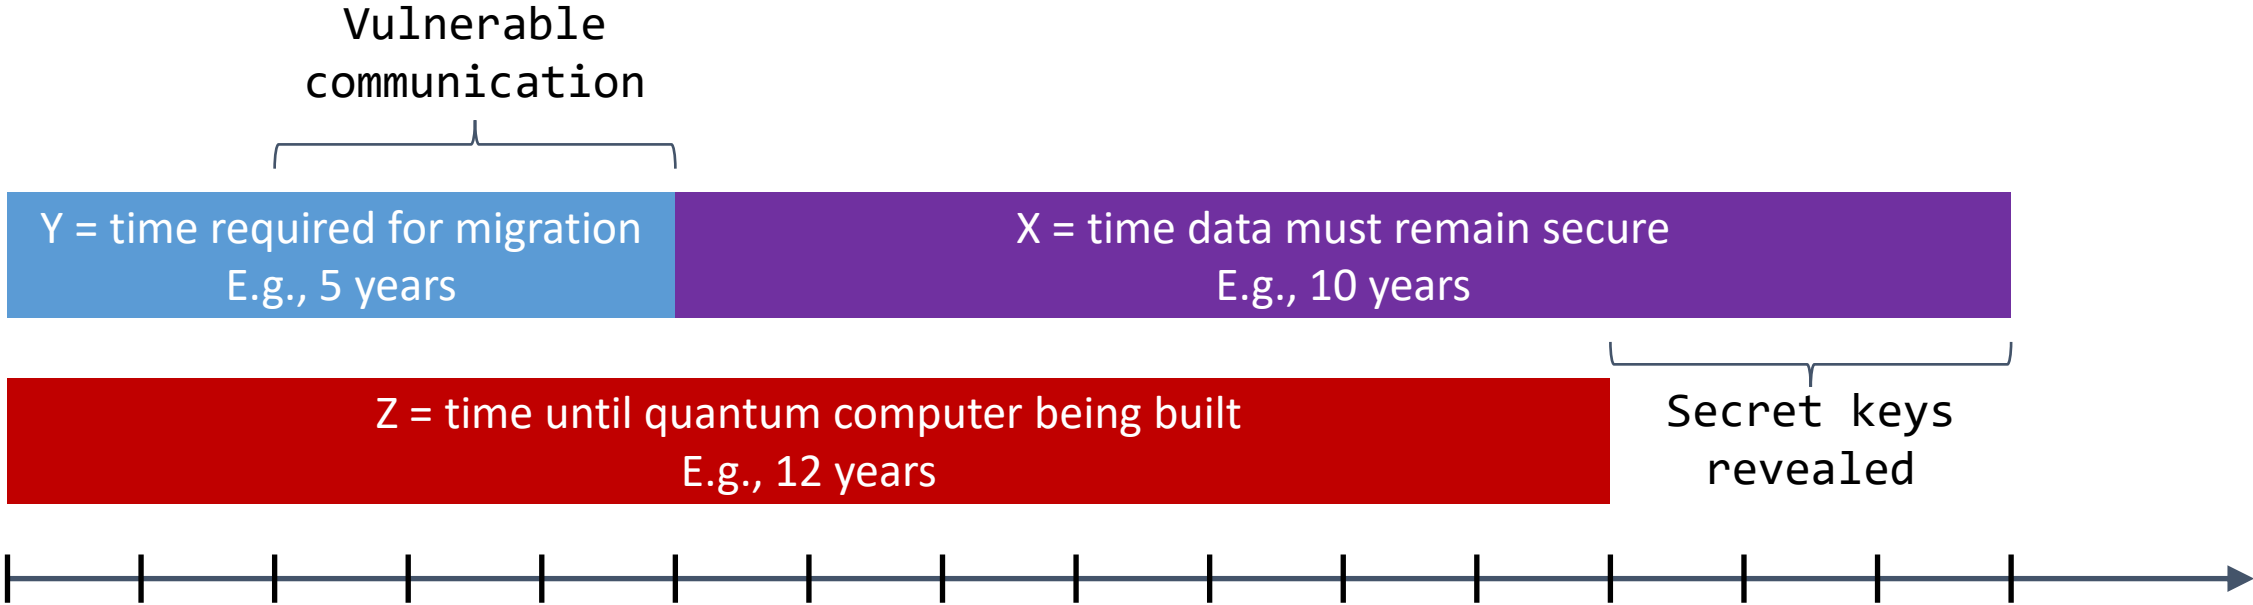 Vulnerable
communication
Y = time required for migration
E.g., 5 years
X = time data must remain secure
E.g., 10 years
Z = time until quantum computer being built
E.g., 12 years
Secret keys
revealed